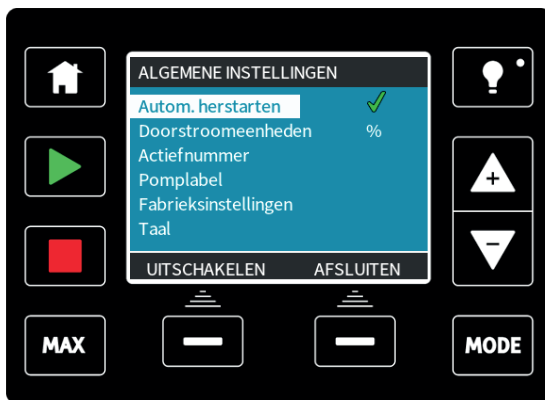 ALGEMENE INSTELLINGEN
Autom. herstarten
Doorstroomeenheden %
Actiefnummer
Pomplabel
Fabrieksinstellingen
Taal
UITSCHAKELEN AFSLUITEN
MAX MODE